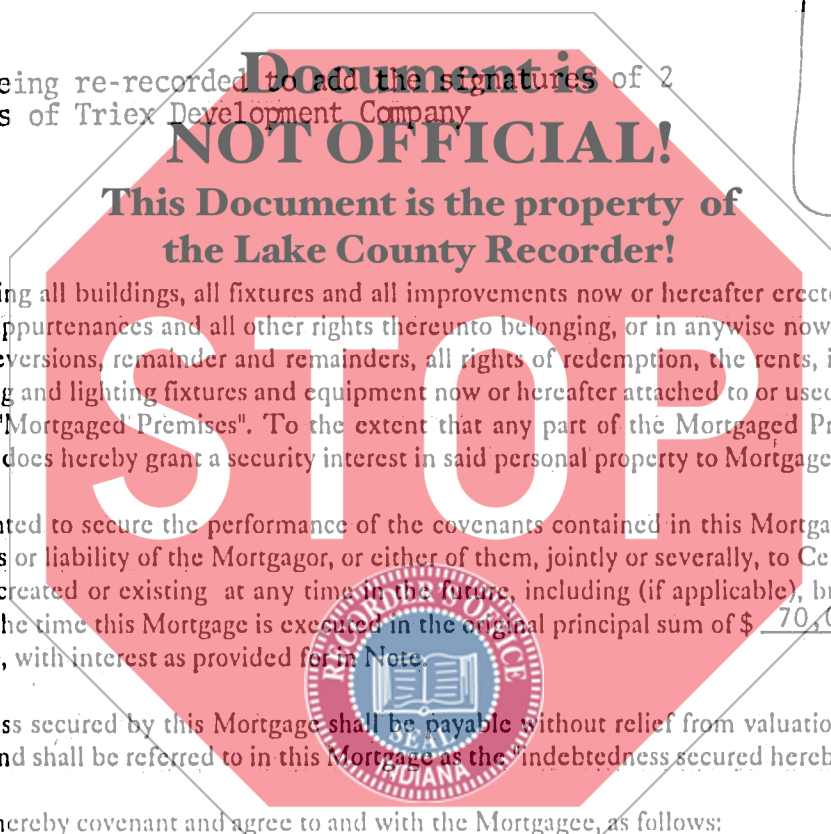 eing re-recorded to add the signatures of 2
s of Triex Development Company
Document is
NOT OFFICIAL!
This Document is the property of
the Lake County Recorder!
ing all buildings, all fixtures and all improvements now or hereafter erecte
ppurtenances and all other rights thereunto belonging, or in anywise now
eversions, remainder and remainders, all rights of redemption, the rents, i
g and lighting fixtures and equipment now or hereafter attached to or used
"Mortgaged Premises". To the extent that any part of the Mortgaged Pr
does hereby grant a security interest in said personal property to Mortgage
STOP
nted to secure the performance of the covenants contained in this Mortga
s or liability of the Mortgagor, or either of them, jointly or severally, to Ce
created or existing at any time in the future, including (if applicable), bu
he time this Mortgage is executed in the original principal sum of $ 70,0
, with interest as provided for in Note.
RECORDER'S OFFICE
SEAL
INDIANA
ss secured by this Mortgage shall be payable without relief from valuatio
nd shall be referred to in this Mortgage as the "indebtedness secured hereb
hereby covenant and agree to and with the Mortgagee, as follows: